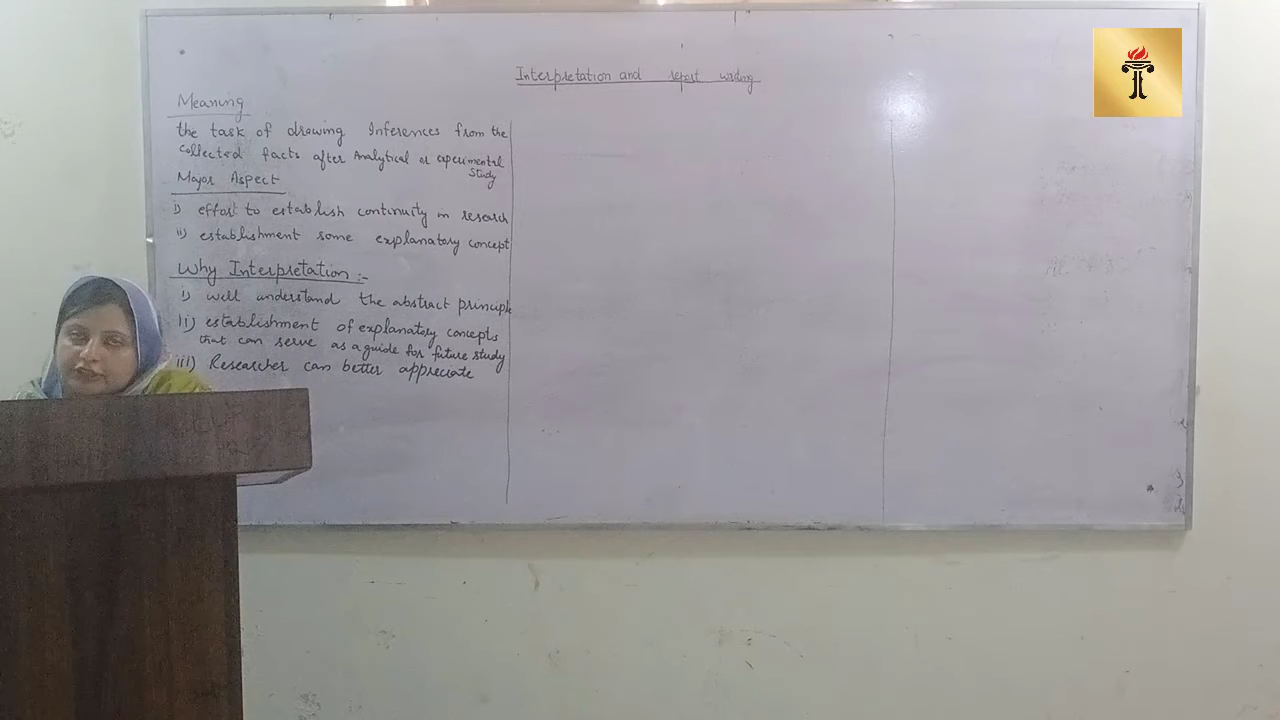 Interpretation and report writing
Meaning
the task of drawing Inferences from the
collected facts after Analytical or experimental
study
Major Aspect
i) effort to establish continuity in research
ii) establishment some explanatory concept
Why Interpretation :-
i) well understand the abstract principle
ii) establishment of explanatory concepts
that can serve as a guide for future study
iii) Researcher can better appreciate